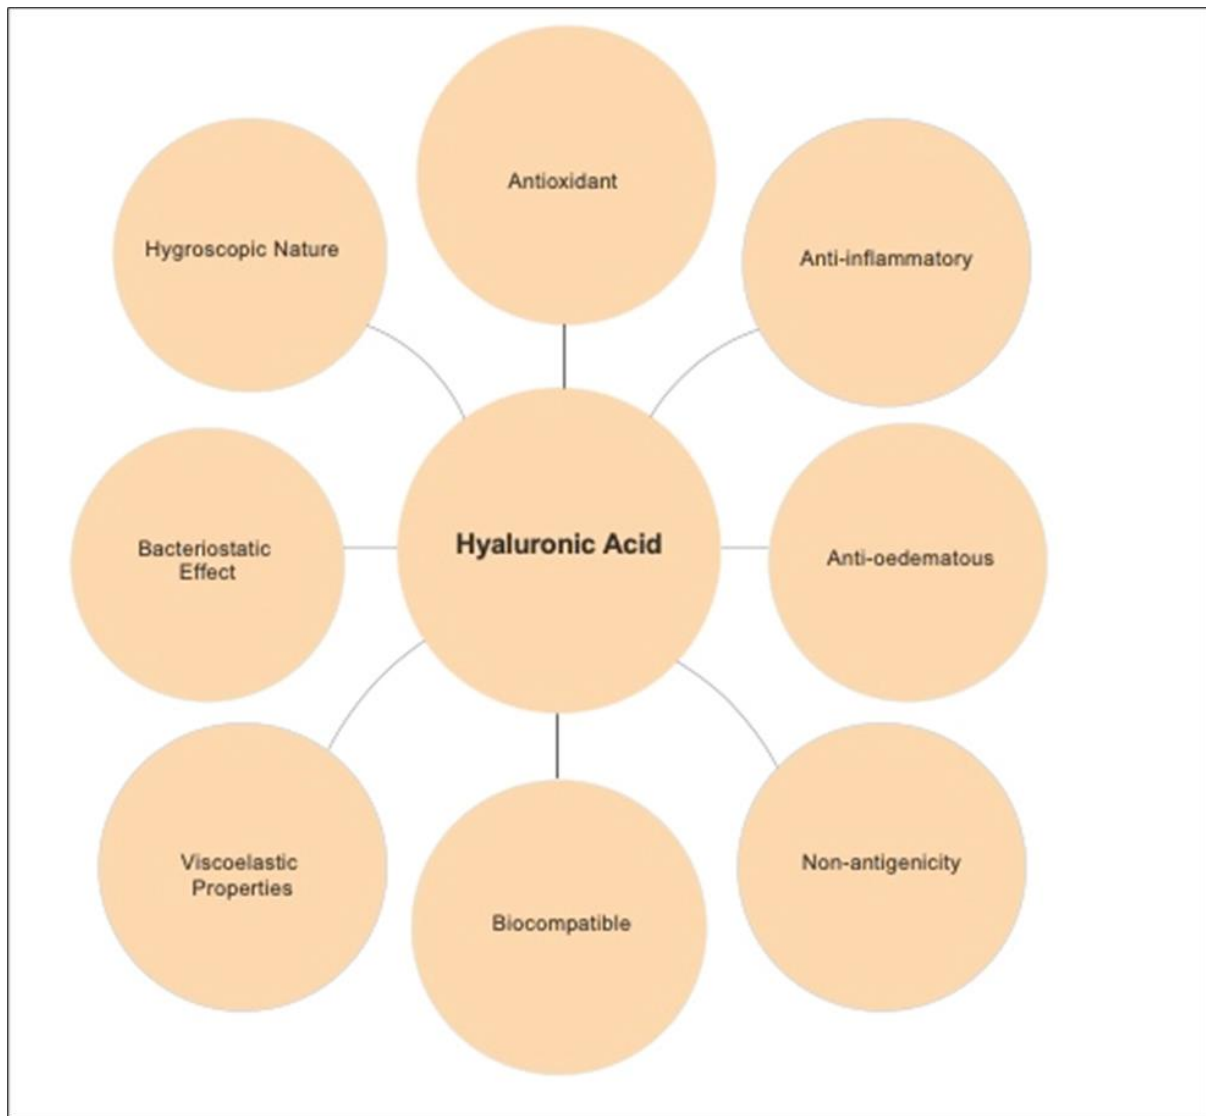 Antioxidant
Hygroscopic Nature
Anti-inflammatory
Hyaluronic Acid
Bacteriostatic
Effect
Anti-oedematous
Viscoelastic
Properties
Non-antigenicity
Biocompatible